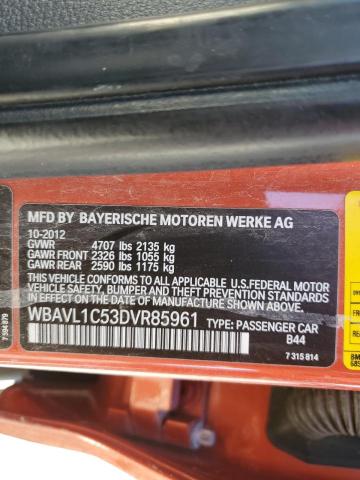 MFD BY BAYERISCHE MOTOREN WERKE AG
10-2012
GVWR 4707 lbs 2135 kg
GAWR FRONT 2326 lbs 1055 kg
GAWR REAR 2590 lbs 1175 kg
THIS VEHICLE CONFORMS TO ALL APPLICABLE U.S.FEDERAL MOTOR
VEHICLE SAFETY, BUMPER AND THEFT PREVENTION STANDARDS
IN EFFECT ON THE DATE OF MANUFACTURE SHOWN ABOVE.
WBAVL1C53DVR85961 TYPE: PASSENGER CAR
B44
7 315 814
7 394 979